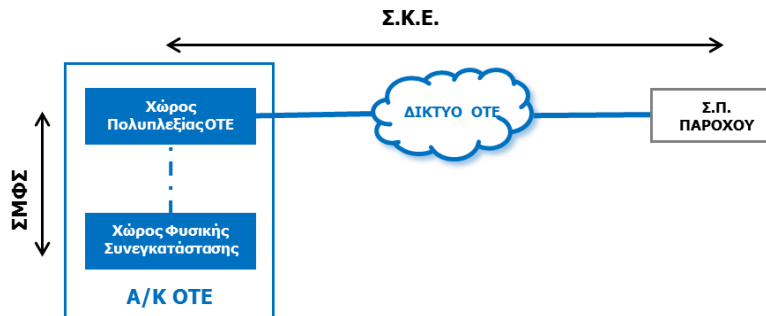 Σ.Κ.Ε.
Χώρος
Πολυπλεξίας ΟΤΕ
ΔΙΚΤΥΟ ΟΤΕ
Σ.Π.
ΠΑΡΟΧΟΥ
ΣΜΦΣ
Χώρος Φυσικής
Συνεγκατάστασης
Α/Κ ΟΤΕ